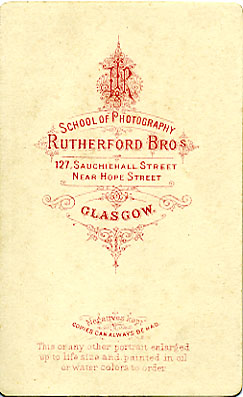 SCHOOL OF PHOTOGRAPHY
RUTHERFORD BROS
127, SAUCHIEHALL STREET
NEAR HOPE STREET
GLASGOW.
Negatives kept
COPIES CAN ALWAYS BE HAD.
This or any other portrait enlarged
up to life size and painted in oil
or water colors to order